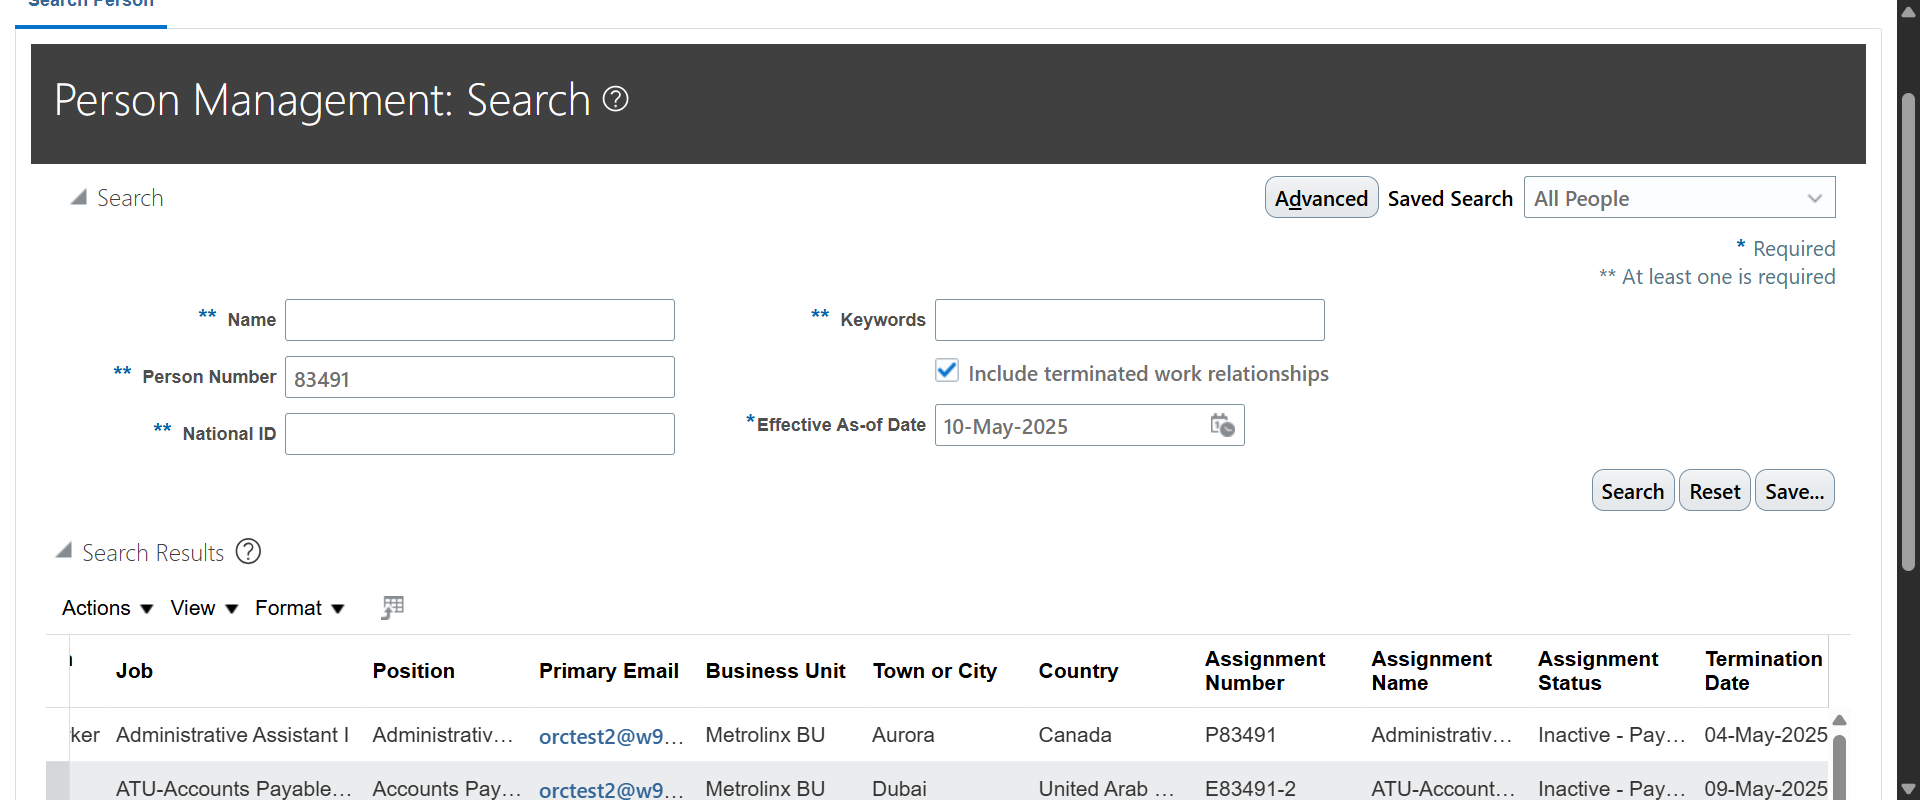 Search Person
Person Management: Search ?
Search
Advanced Saved Search All People
* Required
** At least one is required
** Name
** Keywords
** Person Number 83491
Include terminated work relationships
** National ID
*Effective As-of Date 10-May-2025
Search Reset Save...
Search Results ?
Actions View Format
Job Position Primary Email Business Unit Town or City Country Assignment Number Assignment Name Assignment Status Termination Date
ker Administrative Assistant I Administrativ... orctest2@w9... Metrolinx BU Aurora Canada P83491 Administrativ... Inactive - Pay... 04-May-2025
ATU-Accounts Payable... Accounts Pay... orctest2@w9... Metrolinx BU Dubai United Arab ... E83491-2 ATU-Account... Inactive - Pay... 09-May-2025